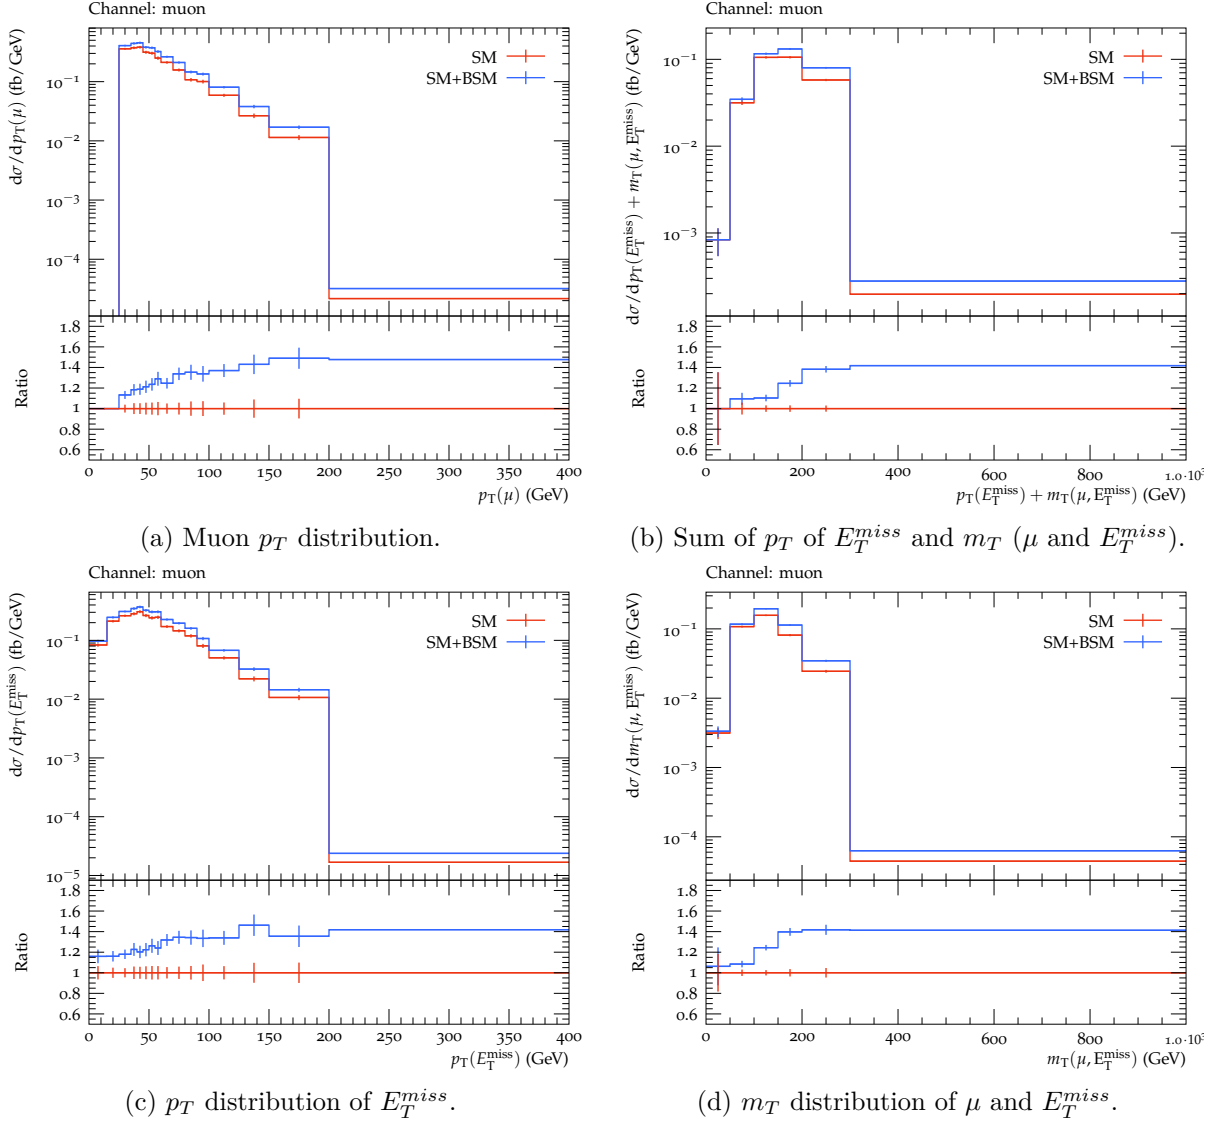 Channel: muon
dσ/dp_T(μ) (fb/GeV)
10^−1
10^−2
10^−3
10^−4
SM
SM+BSM
Ratio
1.8
1.6
1.4
1.2
1
0.8
0.6
0 50 100 150 200 250 300 350 400
p_T(μ) (GeV)
(a) Muon p_T distribution.
Channel: muon
dσ/dp_T(E_T^miss) + m_T(μ, E_T^miss) (fb/GeV)
10^−1
10^−2
10^−3
SM
SM+BSM
Ratio
1.8
1.6
1.4
1.2
1
0.8
0.6
0 200 400 600 800
p_T(E_T^miss) + m_T(μ, E_T^miss) (GeV)
(b) Sum of p_T of E_T^miss and m_T (μ and E_T^miss).
Channel: muon
dσ/dp_T(E_T^miss) (fb/GeV)
10^−1
10^−2
10^−3
10^−4
10^−5
SM
SM+BSM
Ratio
1.8
1.6
1.4
1.2
1
0.8
0.6
0 50 100 150 200 250 300 350 400
p_T(E_T^miss) (GeV)
(c) p_T distribution of E_T^miss.
Channel: muon
dσ/dm_T(μ, E_T^miss) (fb/GeV)
10^−1
10^−2
10^−3
10^−4
SM
SM+BSM
Ratio
1.8
1.6
1.4
1.2
1
0.8
0.6
0 200 400 600 800
m_T(μ, E_T^miss) (GeV)
(d) m_T distribution of μ and E_T^miss.